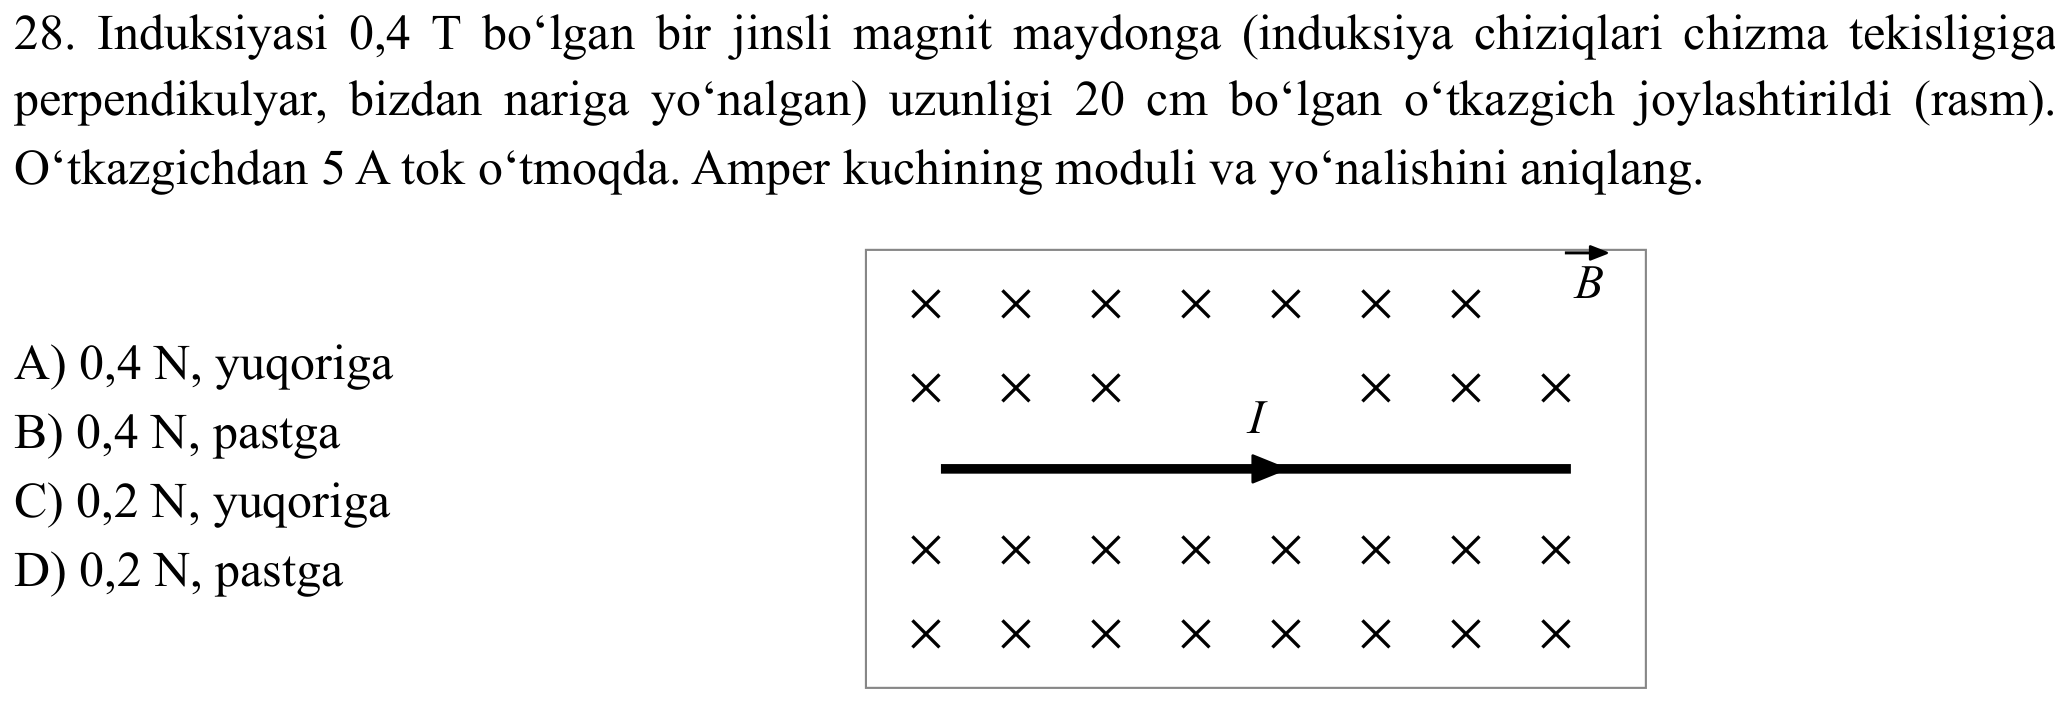 28. Induksiyasi 0,4 T bo‘lgan bir jinsli magnit maydonga (induksiya chiziqlari chizma tekisligiga
perpendikulyar, bizdan nariga yo‘nalgan) uzunligi 20 cm bo‘lgan o‘tkazgich joylashtirildi (rasm).
O‘tkazgichdan 5 A tok o‘tmoqda. Amper kuchining moduli va yo‘nalishini aniqlang.
B
I
A) 0,4 N, yuqoriga
B) 0,4 N, pastga
C) 0,2 N, yuqoriga
D) 0,2 N, pastga